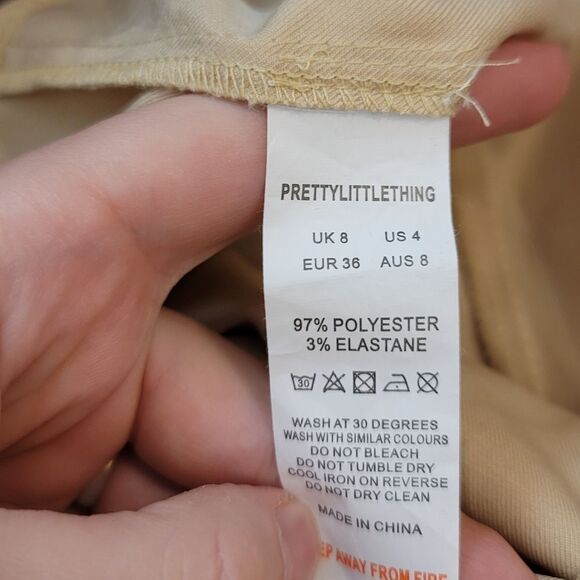 PRETTYLITTLETHING
UK 8 US 4
EUR 36 AUS 8
97% POLYESTER
3% ELASTANE
30
WASH AT 30 DEGREES
WASH WITH SIMILAR COLOURS
DO NOT BLEACH
DO NOT TUMBLE DRY
COOL IRON ON REVERSE
DO NOT DRY CLEAN
MADE IN CHINA
AWAY FROM FIRE